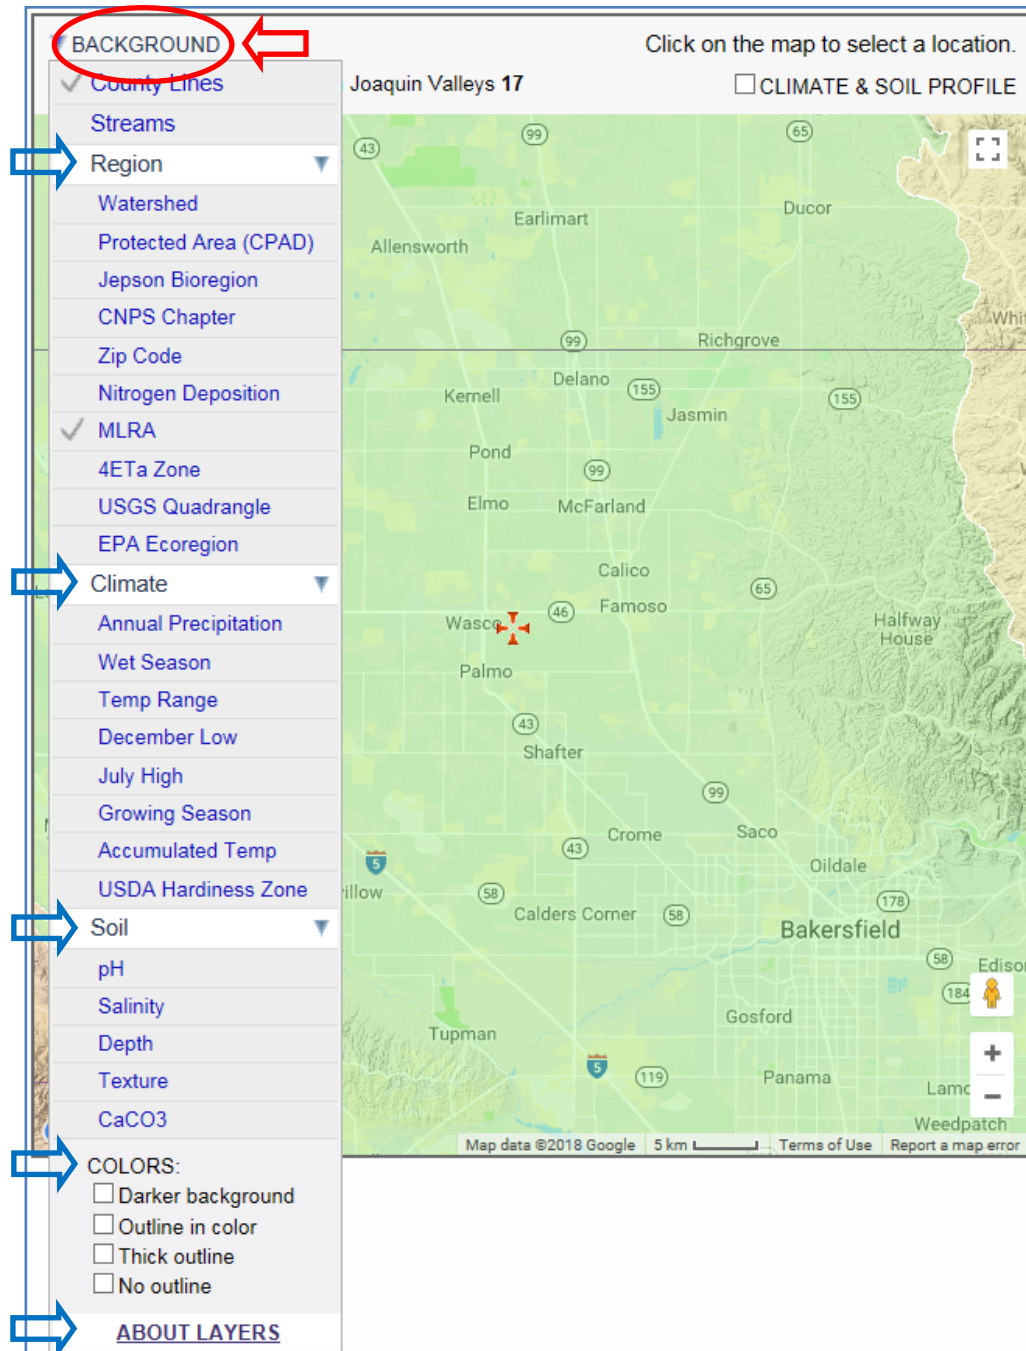 BACKGROUND
Click on the map to select a location.
County Lines
Joaquin Valleys 17
CLIMATE & SOIL PROFILE
Streams
Region
Watershed
Protected Area (CPAD)
Jepson Bioregion
CNPS Chapter
Zip Code
Nitrogen Deposition
MLRA
4ETa Zone
USGS Quadrangle
EPA Ecoregion
Climate
Annual Precipitation
Wet Season
Temp Range
December Low
July High
Growing Season
Accumulated Temp
USDA Hardiness Zone
Soil
pH
Salinity
Depth
Texture
CaCO3
COLORS:
Darker background
Outline in color
Thick outline
No outline
ABOUT LAYERS
99
65
43
Ducor
Earlimart
Allensworth
Whit
99
Richgrove
Delano
155
Kernell
155
Jasmin
Pond
99
Elmo
McFarland
Calico
65
46
Famoso
Wasco
Halfway
House
Palmo
43
Shafter
99
Crome
Saco
43
5
Oildale
illow
58
178
Calders Corner
58
Bakersfield
58
Edison
184
Gosford
Tupman
5
119
Panama
Lamo
Weedpatch
Map data ©2018 Google
5 km
Terms of Use
Report a map error